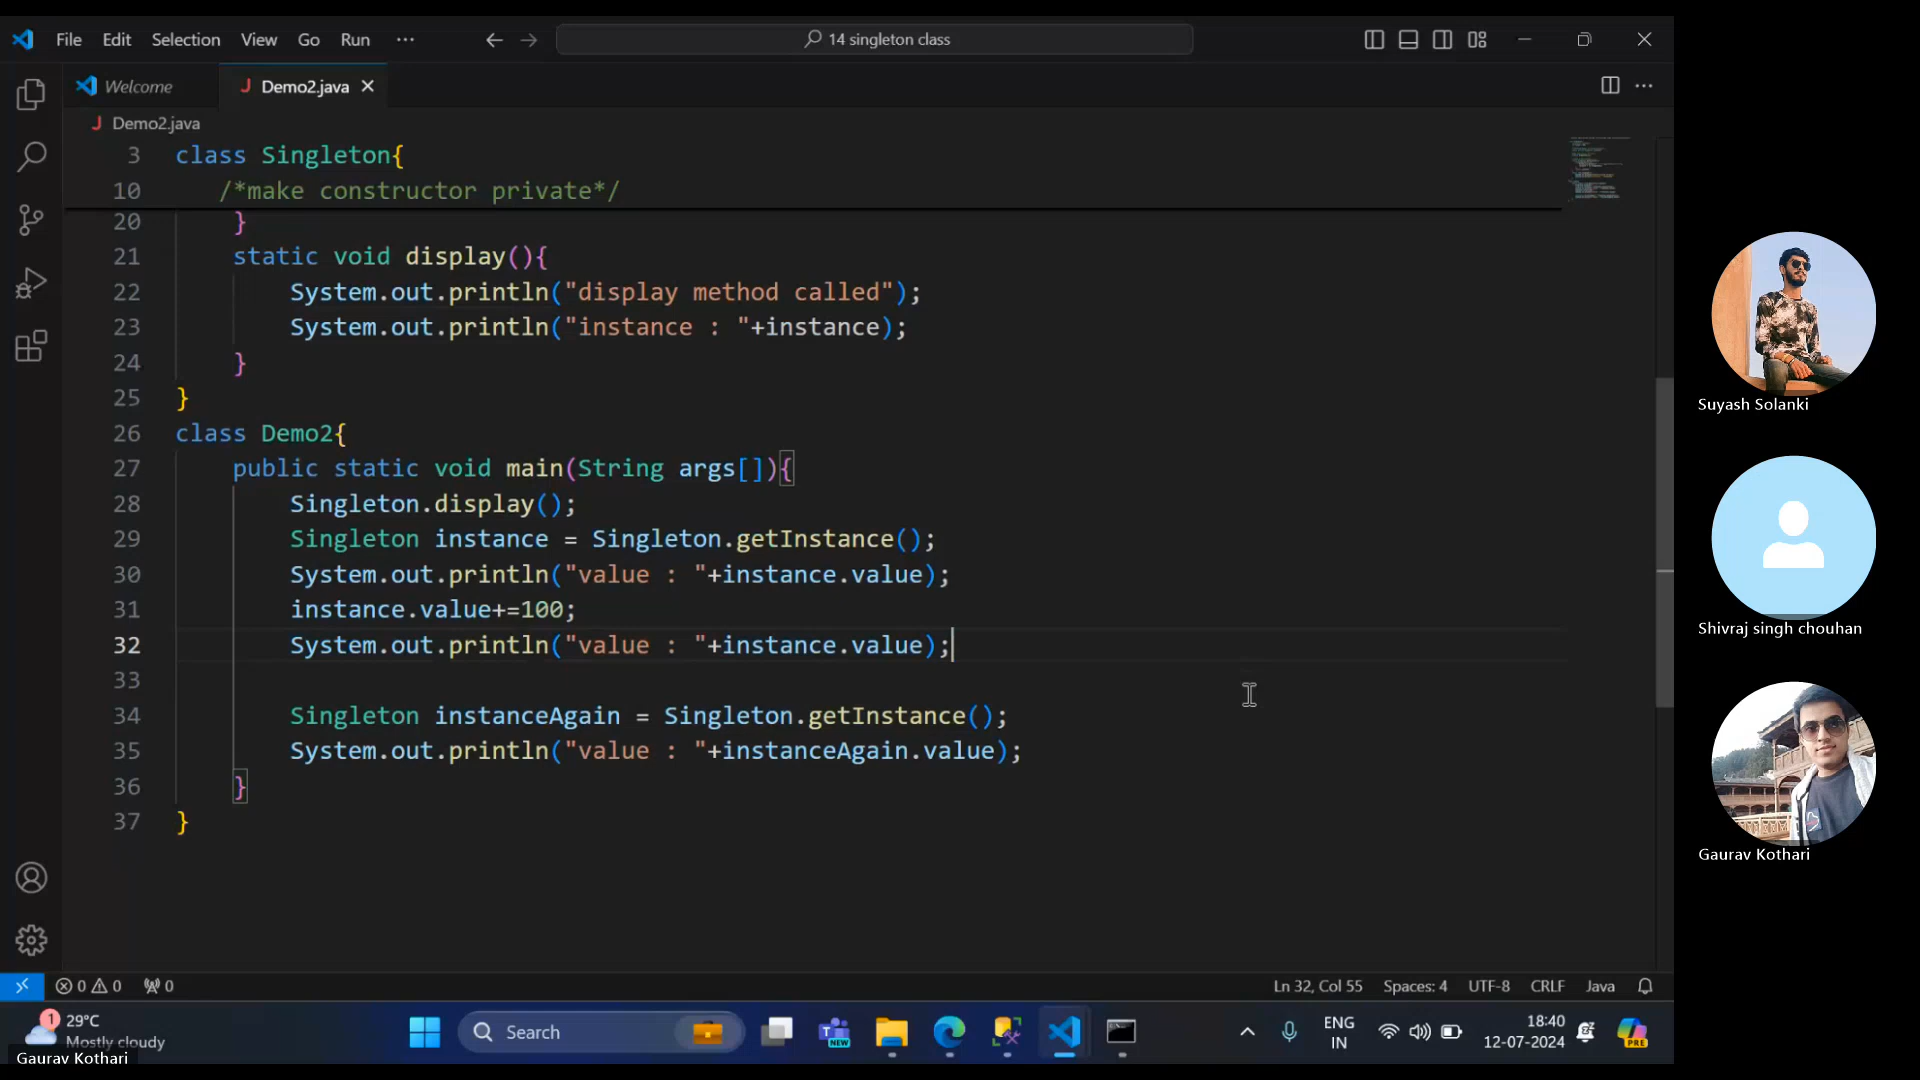 File Edit Selection View Go Run ... 14 singleton class
Welcome Demo2.java
Demo2.java
3 class Singleton{
10 /*make constructor private*/
20 }
21 static void display(){
22 System.out.println("display method called");
23 System.out.println("instance : "+instance);
24 }
25 }
26 class Demo2{
27 public static void main(String args[]){
28 Singleton.display();
29 Singleton instance = Singleton.getInstance();
30 System.out.println("value : "+instance.value);
31 instance.value+=100;
32 System.out.println("value : "+instance.value);
33
34 Singleton instanceAgain = Singleton.getInstance();
35 System.out.println("value : "+instanceAgain.value);
36 }
37 }
Suyash Solanki
Shivraj singh chouhan
Gaurav Kothari
0 0 0 Ln 32, Col 55 Spaces: 4 UTF-8 CRLF Java
1 29°C
Mostly cloudy
Search
NEW
ENG
IN
18:40
12-07-2024
PRE
Gaurav Kothari